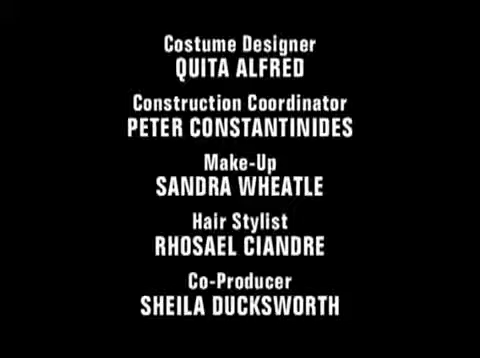 Costume Designer
QUITA ALFRED
Construction Coordinator
PETER CONSTANTINIDES
Make-Up
SANDRA WHEATLE
Hair Stylist
RHOSAEL CIANDRE
Co-Producer
SHEILA DUCKSWORTH